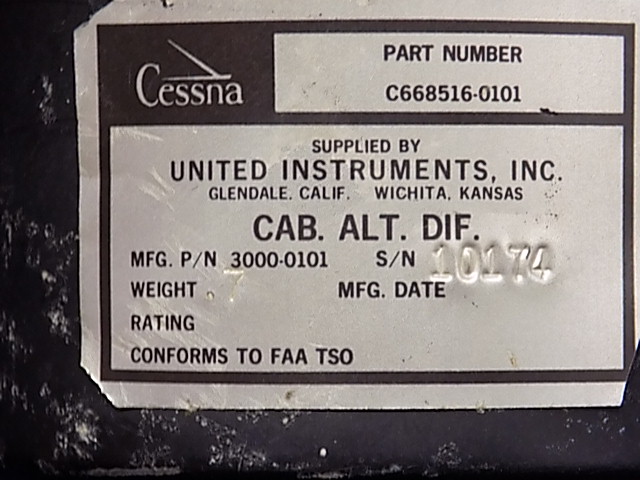 Cessna
PART NUMBER
C668516-0101
SUPPLIED BY
UNITED INSTRUMENTS, INC.
GLENDALE. CALIF. WICHITA, KANSAS
CAB. ALT. DIF.
MFG. P/N 3000-0101 S/N 10174
WEIGHT .7 MFG. DATE
RATING
CONFORMS TO FAA TSO